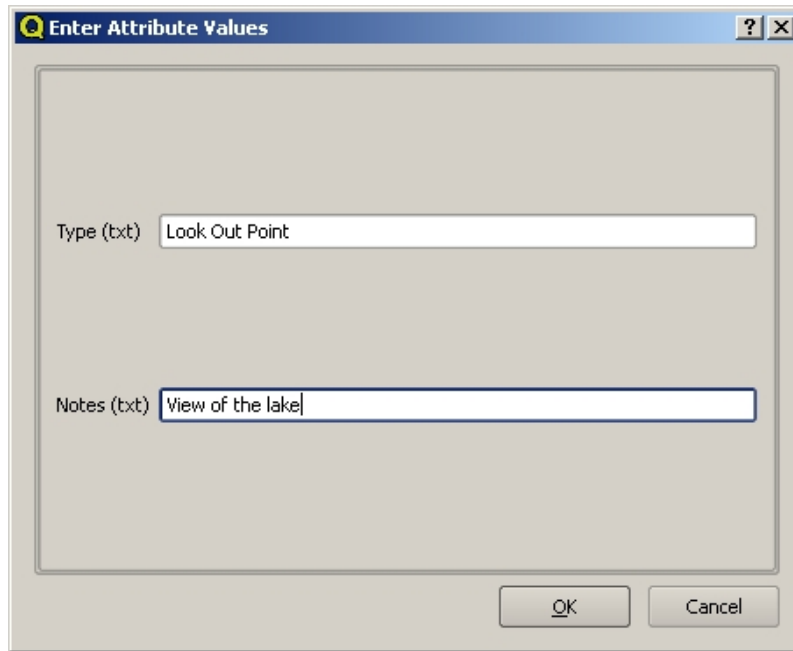 Enter Attribute Values
Type (txt) Look Out Point
Notes (txt) View of the lake
OK Cancel